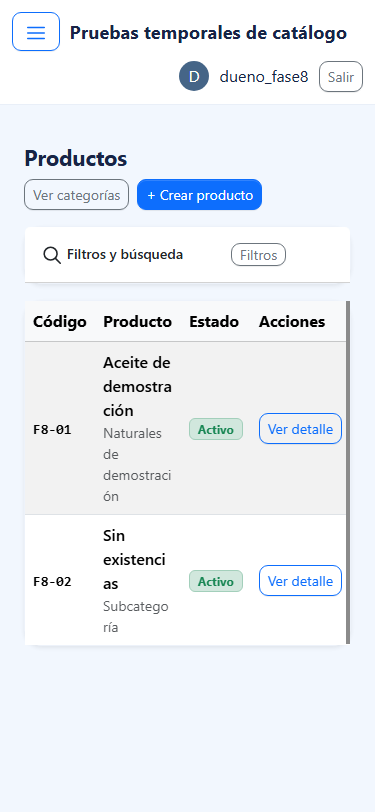 Pruebas temporales de catálogo
D dueno_fase8 Salir
Productos
Ver categorías + Crear producto
Filtros y búsqueda Filtros
Código Producto Estado Acciones
Aceite de
demostra
ción
F8-01 Activo Ver detalle
Naturales
de
demostraci
ón
Sin
existenci
as
F8-02 Activo Ver detalle
Subcatego
ría